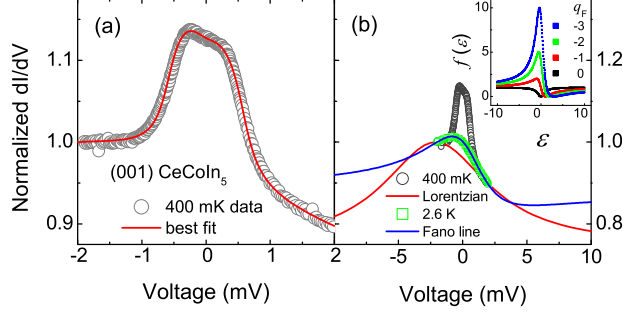 (a)
Normalized dI/dV
1.1
1.0
0.9
(001) CeCoIn5
400 mK data
best fit
-2 -1 0 1 2
Voltage (mV)
(b)
400 mK
Lorentzian
2.6 K
Fano line
-5 0 5 10
Voltage (mV)
1.2
1.0
0.8
f (ε)
10
5
0
-10 0 10
ε
qF
-3
-2
-1
0